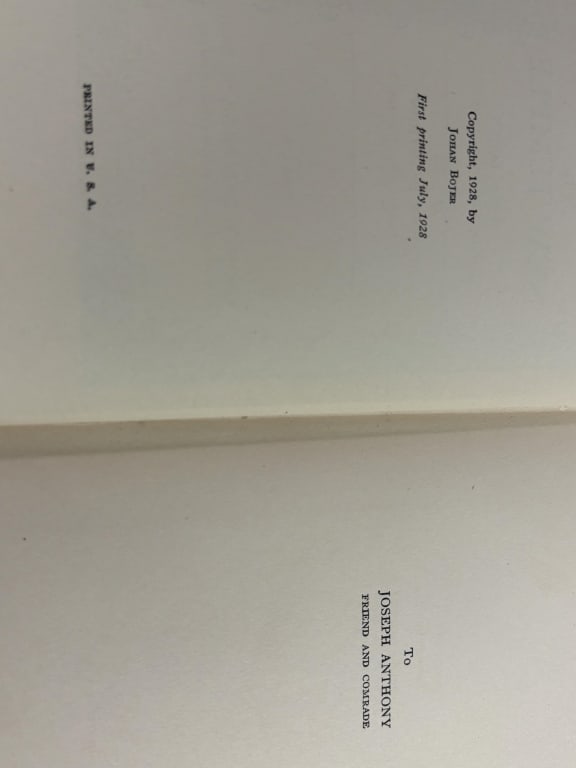 Copyright, 1928, by
JOHAN BOJER
First printing July, 1928
PRINTED IN U. S. A.
To
JOSEPH ANTHONY
FRIEND AND COMRADE